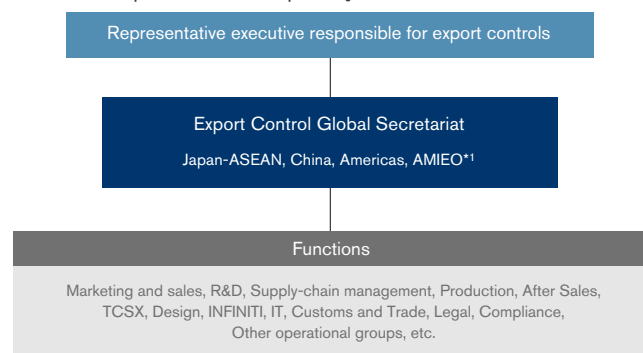 Representative executive responsible for export controls
Export Control Global Secretariat
Japan-ASEAN, China, Americas, AMIEO*1
Functions
Marketing and sales, R&D, Supply-chain management, Production, After Sales,
TCSX, Design, INFINITI, IT, Customs and Trade, Legal, Compliance,
Other operational groups, etc.